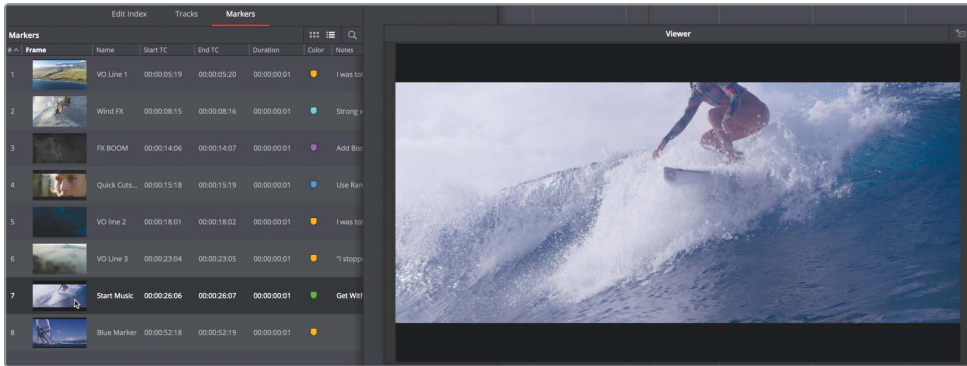 Edit Index Tracks Markers
Markers
Viewer
# Frame Name Start TC End TC Duration Color Notes
1 VO Line 1 00:00:05:19 00:00:05:20 00:00:00:01 I was tol
2 Wind FX 00:00:08:15 00:00:08:16 00:00:00:01 Strong w
3 FX BOOM 00:00:14:06 00:00:14:07 00:00:00:01 Add Boo
4 Quick Cuts... 00:00:15:18 00:00:15:19 00:00:00:01 Use Ran
5 VO line 2 00:00:18:01 00:00:18:02 00:00:00:01 I was tol
6 VO Line 3 00:00:23:04 00:00:23:05 00:00:00:01 "I stopp
7 Start Music 00:00:26:06 00:00:26:07 00:00:00:01 Get With
8 Blue Marker 00:00:52:18 00:00:52:19 00:00:00:01